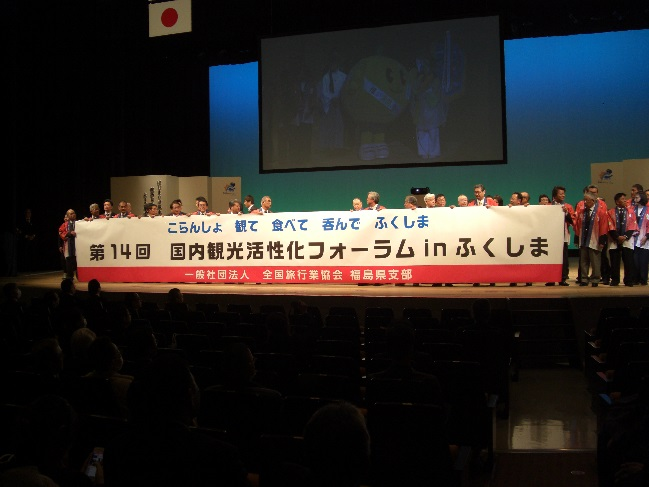 こらんしょ 観て 食べて 呑んで ふくしま
第14回 国内観光活性化フォーラム in ふくしま
一般社団法人 全国旅行業協会 福島県支部